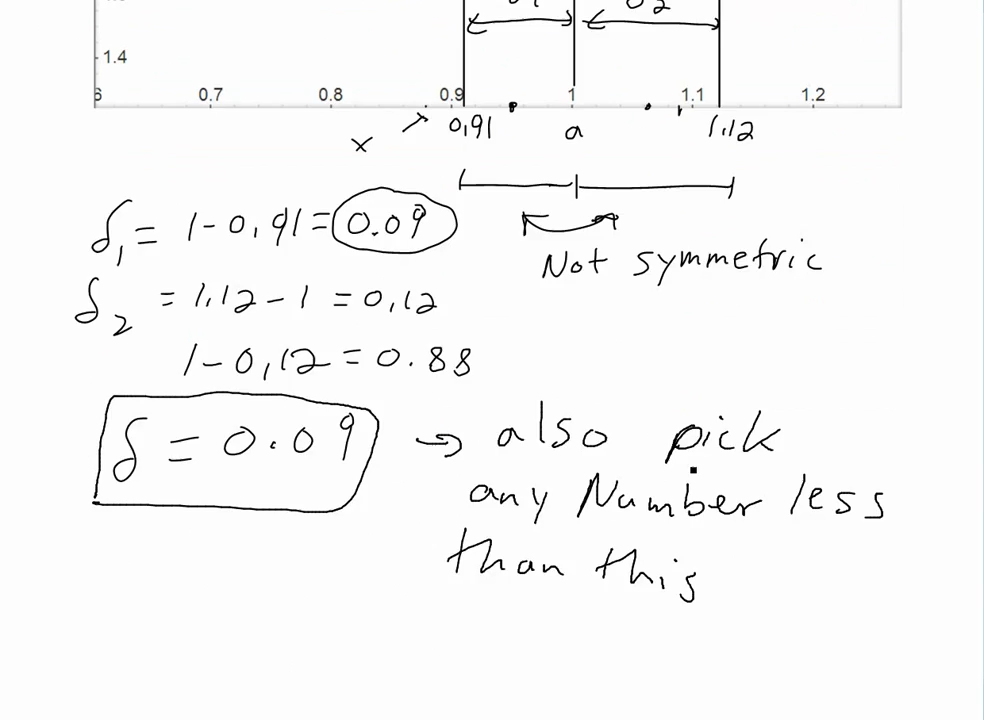 δ₂
1.4
6 0.7 0.8 0.9 1 1.1 1.2
x 0,91 a 1.12
δ₁ = 1-0,91=0.09
Not symmetric
δ₂ = 1.12-1 = 0,12
1-0,12=0.88
δ = 0.09 → also pick
any Number less
than this